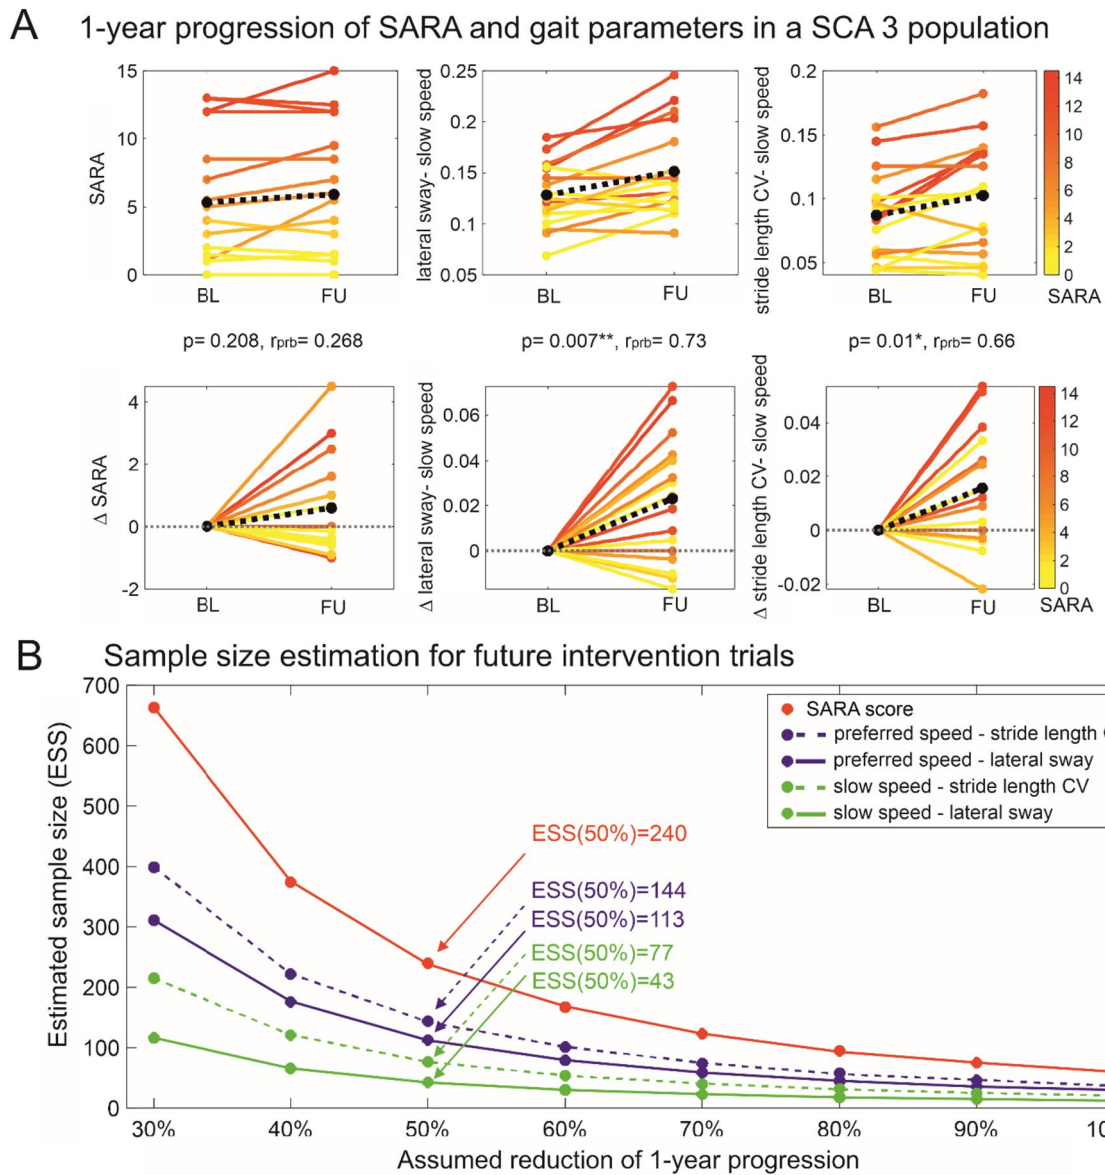 A 1-year progression of SARA and gait parameters in a SCA 3 population
SARA
15
10
5
0
BL FU
lateral sway- slow speed
0.25
0.2
0.15
0.1
0.05
BL FU
stride length CV- slow speed
0.2
0.15
0.1
0.05
BL FU
14
12
10
8
6
4
2
0
SARA
p= 0.208, rprb= 0.268
p= 0.007**, rprb= 0.73
p= 0.01*, rprb= 0.66
Δ SARA
4
2
0
-2
BL FU
Δ lateral sway- slow speed
0.06
0.04
0.02
0
BL FU
Δ stride length CV- slow speed
0.04
0.02
0
-0.02
BL FU
14
12
10
8
6
4
2
0
SARA
B Sample size estimation for future intervention trials
Estimated sample size (ESS)
700
600
500
400
300
200
100
0
SARA score
preferred speed - stride length
preferred speed - lateral sway
slow speed - stride length CV
slow speed - lateral sway
ESS(50%)=240
ESS(50%)=144
ESS(50%)=113
ESS(50%)=77
ESS(50%)=43
30% 40% 50% 60% 70% 80% 90% 10
Assumed reduction of 1-year progression